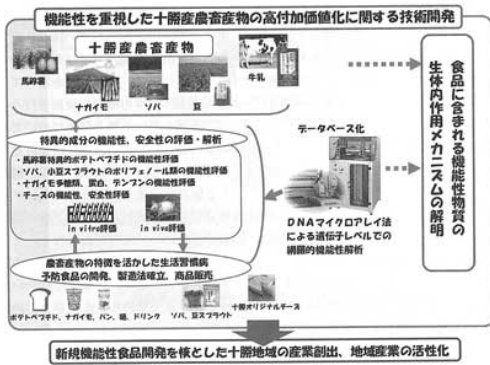 機能性を重視した十勝産農畜産物の高付加価値化に関する技術開発
十勝産農畜産物
馬鈴薯
ナガイモ
ソバ
豆
牛乳
特異的成分の機能性、安全性の評価・解析
・馬鈴薯特異的ポテトペプチドの機能性評価
・ソバ、小豆スプラウトのポリフェノール類の機能性評価
・ナガイモ多糖類、蛋白、デンプンの機能性評価
・チーズの機能性、安全性評価
in vitro評価
in vivo評価
データベース化
DNAマイクロアレイ法
による遺伝子レベルでの
網羅的機能性解析
食品に含まれる機能性物質の
生体内作用メカニズムの解明
農畜産物の特徴を活かした生活習慣病
予防食品の開発、製造法確立、商品販売
十勝オリジナルチーズ
ポテトペプチド、ナガイモ、パン、麺、ドリンク
ソバ、豆スプラウト
新規機能性食品開発を核とした十勝地域の産業創出、地域産業の活性化